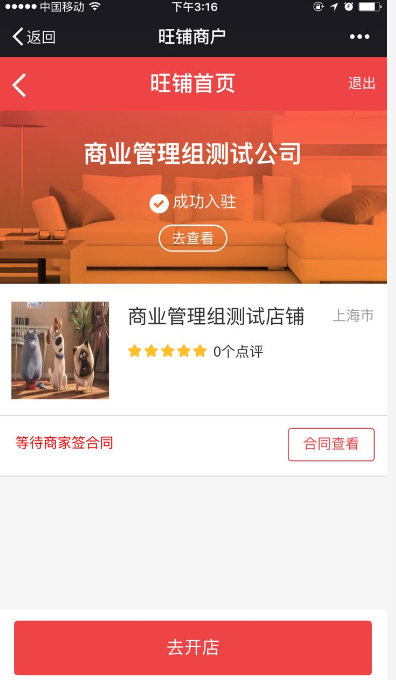 中国移动 下午3:16
返回 旺铺商户
旺铺首页 退出
商业管理组测试公司
成功入驻
去查看
商业管理组测试店铺 上海市
0个点评
等待商家签合同 合同查看
去开店